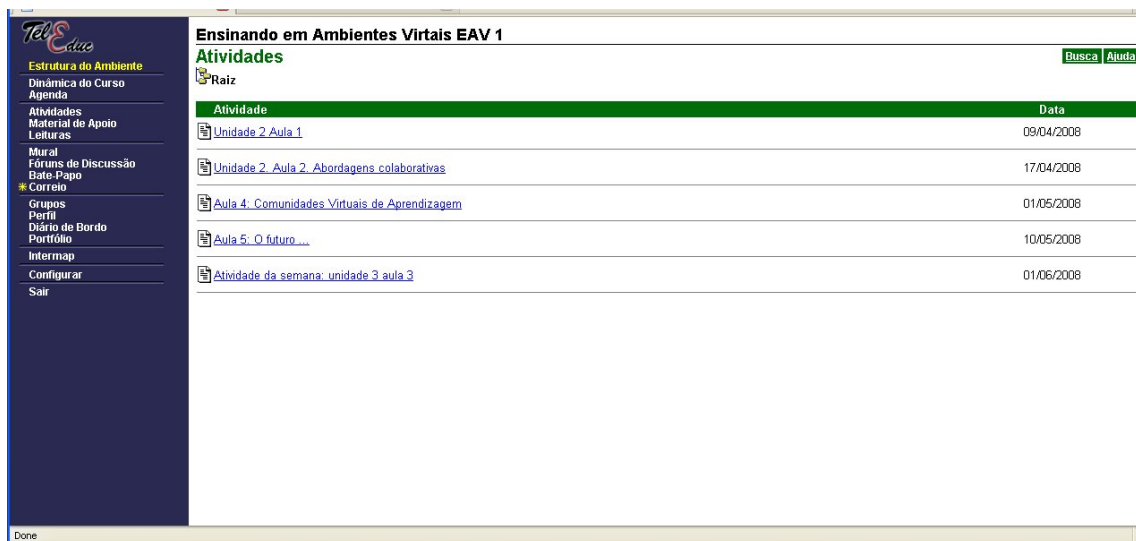 TelEduc
Estrutura do Ambiente
Dinâmica do Curso
Agenda
Atividades
Material de Apoio
Leituras
Mural
Fóruns de Discussão
Bate-Papo
Correio
Grupos
Perfil
Diário de Bordo
Portfólio
Intermap
Configurar
Sair
Ensinando em Ambientes Virtais EAV 1
Atividades
Busca Ajuda
Raiz
Atividade Data
Unidade 2 Aula 1 09/04/2008
Unidade 2. Aula 2. Abordagens colaborativas 17/04/2008
Aula 4: Comunidades Virtuais de Aprendizagem 01/05/2008
Aula 5: O futuro ... 10/05/2008
Atividade da semana: unidade 3 aula 3 01/06/2008
Done